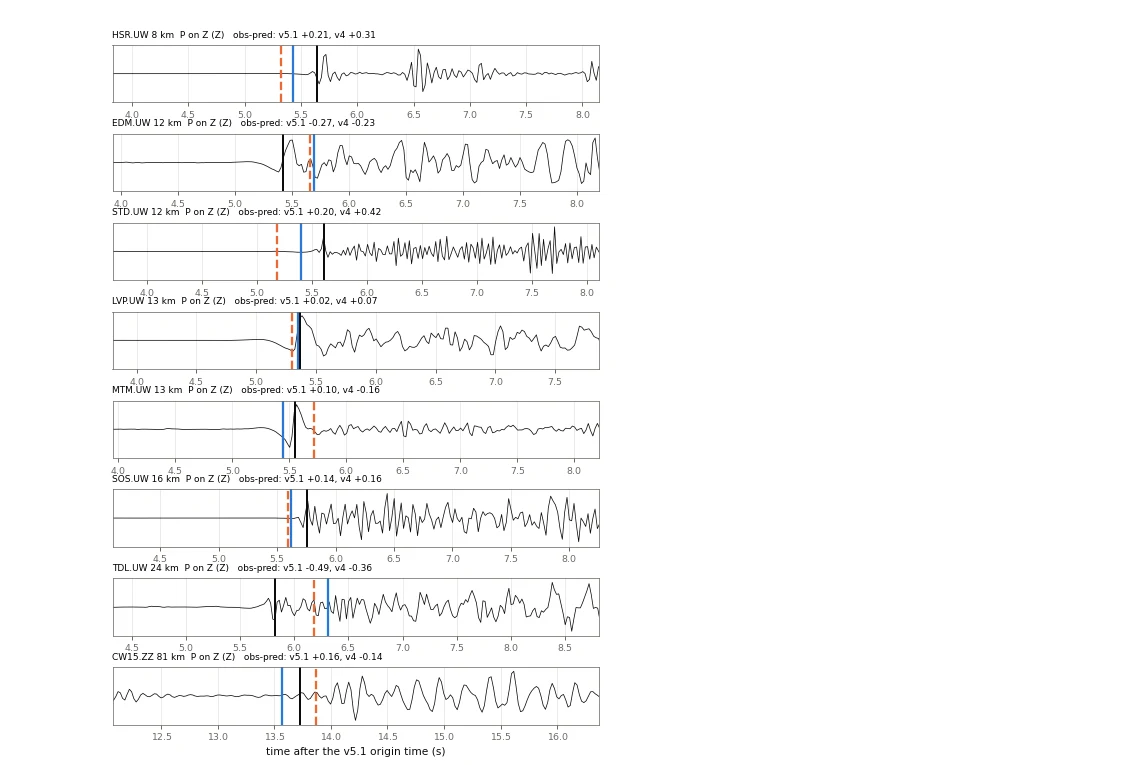 HSR.UW 8 km  P on Z (Z)   obs-pred: v5.1 +0.21, v4 +0.31
4.0 4.5 5.0 5.5 6.0 6.5 7.0 7.5 8.0
EDM.UW 12 km  P on Z (Z)   obs-pred: v5.1 -0.27, v4 -0.23
4.0 4.5 5.0 5.5 6.0 6.5 7.0 7.5 8.0
STD.UW 12 km  P on Z (Z)   obs-pred: v5.1 +0.20, v4 +0.42
4.0 4.5 5.0 5.5 6.0 6.5 7.0 7.5 8.0
LVP.UW 13 km  P on Z (Z)   obs-pred: v5.1 +0.02, v4 +0.07
4.0 4.5 5.0 5.5 6.0 6.5 7.0 7.5
MTM.UW 13 km  P on Z (Z)   obs-pred: v5.1 +0.10, v4 -0.16
4.0 4.5 5.0 5.5 6.0 6.5 7.0 7.5 8.0
SOS.UW 16 km  P on Z (Z)   obs-pred: v5.1 +0.14, v4 +0.16
4.5 5.0 5.5 6.0 6.5 7.0 7.5 8.0
TDL.UW 24 km  P on Z (Z)   obs-pred: v5.1 -0.49, v4 -0.36
4.5 5.0 5.5 6.0 6.5 7.0 7.5 8.0 8.5
CW15.ZZ 81 km  P on Z (Z)   obs-pred: v5.1 +0.16, v4 -0.14
12.5 13.0 13.5 14.0 14.5 15.0 15.5 16.0
time after the v5.1 origin time (s)